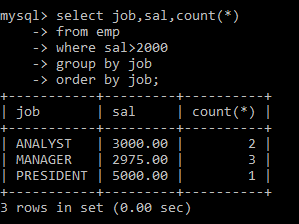 mysql> select job,sal,count(*)
    -> from emp
    -> where sal>2000
    -> group by job
    -> order by job;
+-----------+---------+----------+
| job       | sal     | count(*) |
+-----------+---------+----------+
| ANALYST   | 3000.00 |        2 |
| MANAGER   | 2975.00 |        3 |
| PRESIDENT | 5000.00 |        1 |
+-----------+---------+----------+
3 rows in set (0.00 sec)